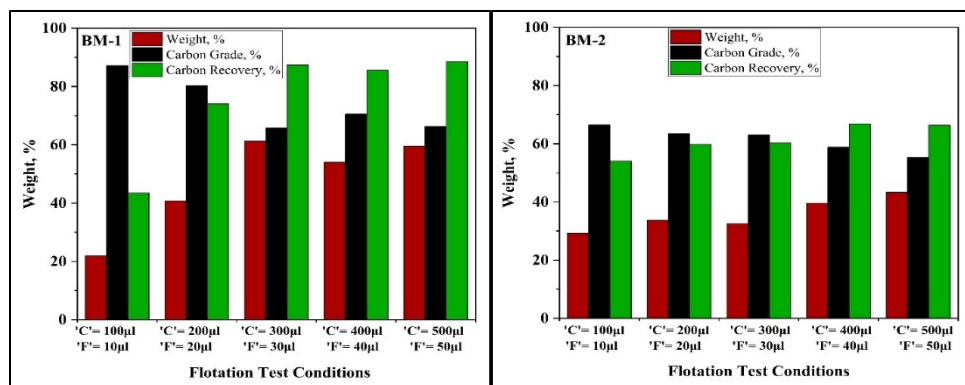 BM-1
Weight, %
Carbon Grade, %
Carbon Recovery, %
Weight, %
100
80
60
40
20
0
'C'= 100µl 'C'= 200µl 'C'= 300µl 'C'= 400µl 'C'= 500µl
'F'= 10µl 'F'= 20µl 'F'= 30µl 'F'= 40µl 'F'= 50µl
Flotation Test Conditions
BM-2
Weight, %
Carbon Grade, %
Carbon Recovery, %
Weight, %
100
80
60
40
20
0
'C'= 100µl 'C'= 200µl 'C'= 300µl 'C'= 400µl 'C'= 500µl
'F'= 10µl 'F'= 20µl 'F'= 30µl 'F'= 40µl 'F'= 50µl
Flotation Test Conditions